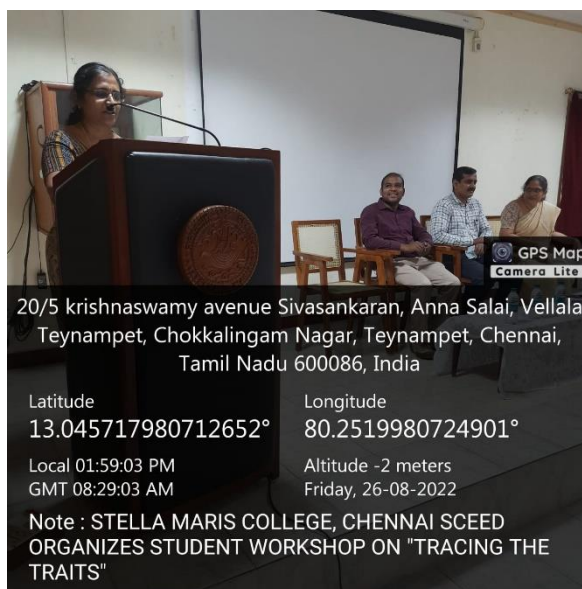 GPS Map
Camera Lite
20/5 krishnaswamy avenue Sivasankaran, Anna Salai, Vellala
Teynampet, Chokkalingam Nagar, Teynampet, Chennai,
Tamil Nadu 600086, India
Latitude
13.045717980712652°
Longitude
80.2519980724901°
Local 01:59:03 PM
GMT 08:29:03 AM
Altitude -2 meters
Friday, 26-08-2022
Note : STELLA MARIS COLLEGE, CHENNAI SCEED
ORGANIZES STUDENT WORKSHOP ON "TRACING THE
TRAITS"